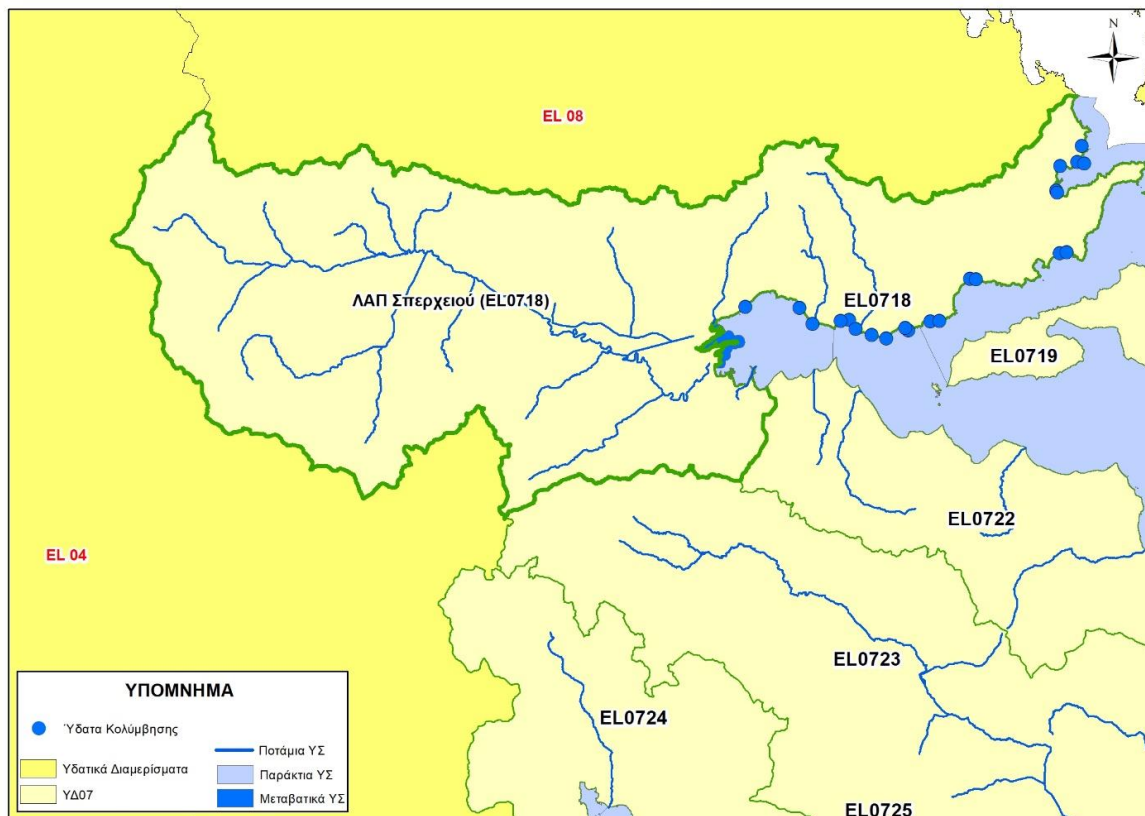 N
EL 08
ΛΑΠ Σπερχειού (EL0718)
EL0718
EL0719
EL0722
EL 04
EL0723
EL0724
EL0725
ΥΠΟΜΝΗΜΑ
Ύδατα Κολύμβησης
Υδατικά Διαμερίσματα
ΥΔ07
Ποτάμια ΥΣ
Παράκτια ΥΣ
Μεταβατικά ΥΣ